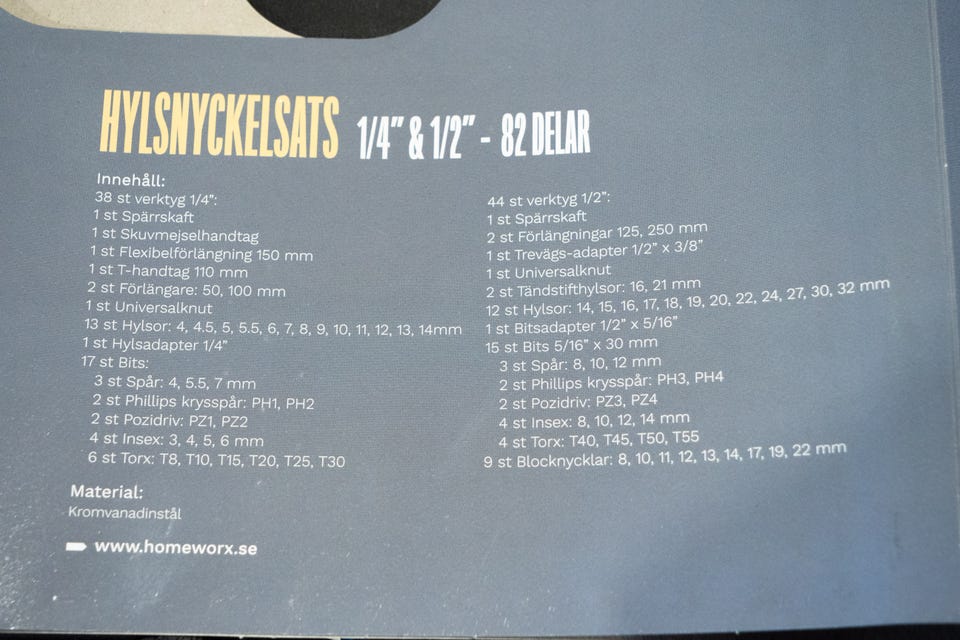 HYLSNYCKELSATS 1/4” & 1/2” - 82 DELAR
Innehåll:
38 st verktyg 1/4”:
1 st Spärrskaft
1 st Skuvmejselhandtag
1 st Flexibelförlängning 150 mm
1 st T-handtag 110 mm
2 st Förlängare: 50, 100 mm
1 st Universalknut
13 st Hylsor: 4, 4.5, 5, 5.5, 6, 7, 8, 9, 10, 11, 12, 13, 14mm
1 st Hylsadapter 1/4”
17 st Bits:
3 st Spår: 4, 5.5, 7 mm
2 st Phillips krysspår: PH1, PH2
2 st Pozidriv: PZ1, PZ2
4 st Insex: 3, 4, 5, 6 mm
6 st Torx: T8, T10, T15, T20, T25, T30
44 st verktyg 1/2”:
1 st Spärrskaft
2 st Förlängningar 125, 250 mm
1 st Trevägs-adapter 1/2” x 3/8”
1 st Universalknut
2 st Tändstifthylsor: 16, 21 mm
12 st Hylsor: 14, 15, 16, 17, 18, 19, 20, 22, 24, 27, 30, 32 mm
1 st Bitsadapter 1/2” x 5/16”
15 st Bits 5/16” x 30 mm
3 st Spår: 8, 10, 12 mm
2 st Phillips krysspår: PH3, PH4
2 st Pozidriv: PZ3, PZ4
4 st Insex: 8, 10, 12, 14 mm
4 st Torx: T40, T45, T50, T55
9 st Blocknycklar: 8, 10, 11, 12, 13, 14, 17, 19, 22 mm
Material:
Kromvanadinstål
www.homeworx.se